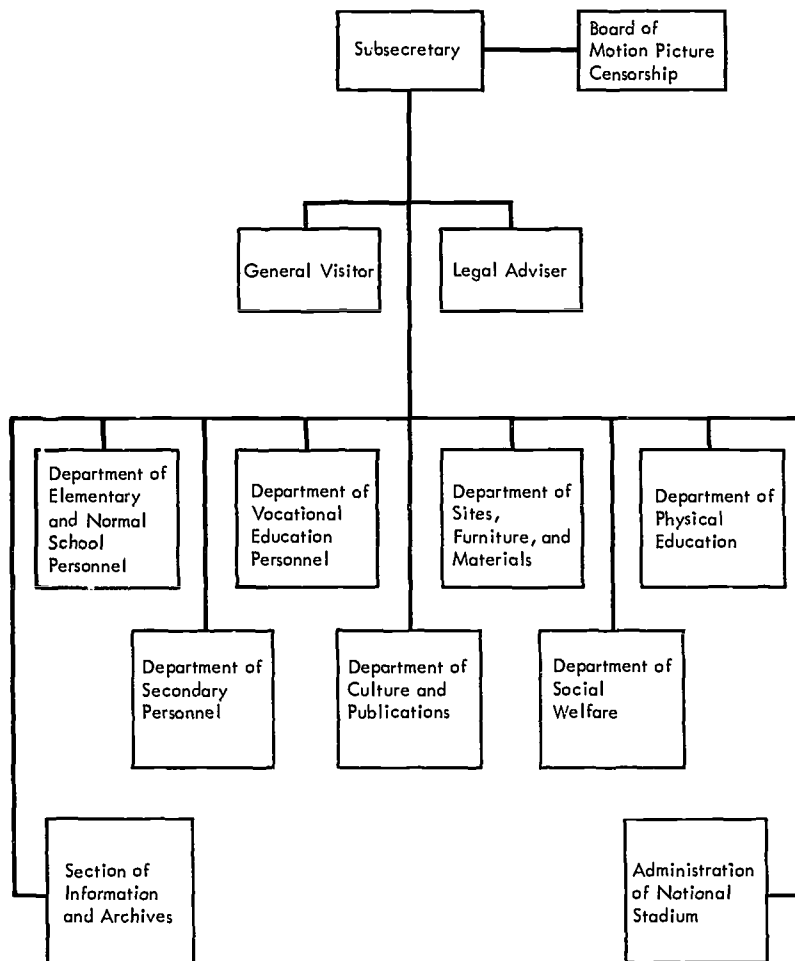 Subsecretary
Board of
Motion Picture
Censorship
General Visitor
Legal Adviser
Department of
Elementary
and Normal
School
Personnel
Department of
Vocational
Education
Personnel
Department of
Sites,
Furniture, and
Materials
Department of
Physical
Education
Department of
Secondary
Personnel
Department of
Culture and
Publications
Department of
Social
Welfare
Section of
Information
and Archives
Administration
of National
Stadium